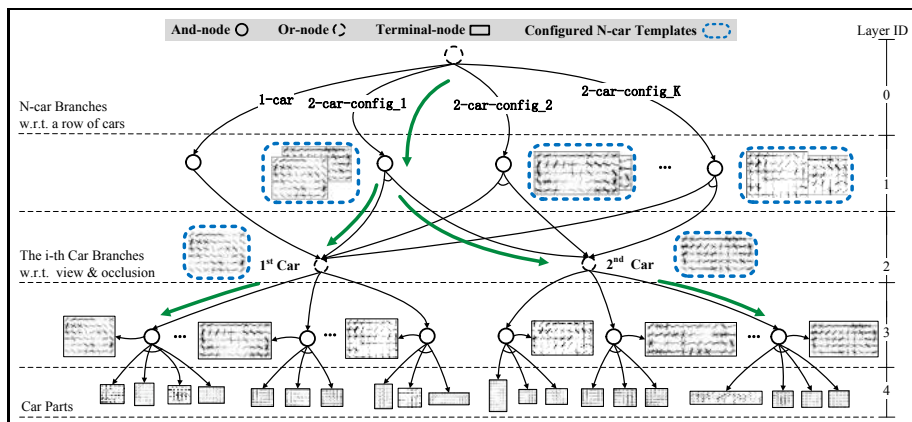 And-node Or-node Terminal-node Configured N-car Templates
Layer ID
0
1-car
2-car-config_1
2-car-config_2
2-car-config_K
N-car Branches
w.r.t. a row of cars
...
1
The i-th Car Branches
w.r.t. view & occlusion
1st Car
2nd Car
2
... ... ...
3
Car Parts
4